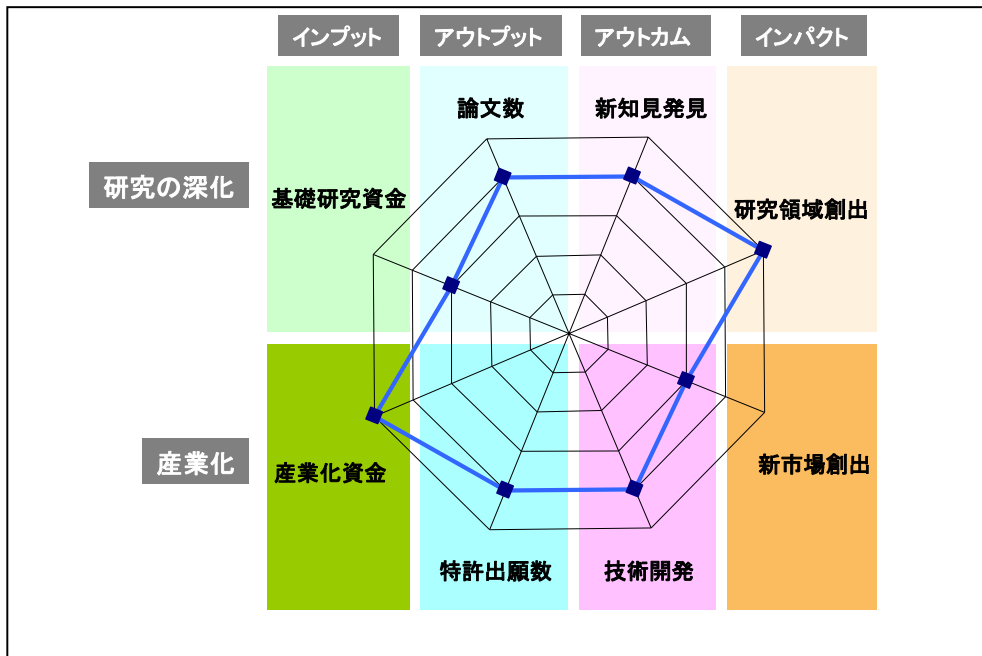 インプット
アウトプット
アウトカム
インパクト
論文数
新知見発見
研究の深化
基礎研究資金
研究領域創出
産業化
産業化資金
新市場創出
特許出願数
技術開発